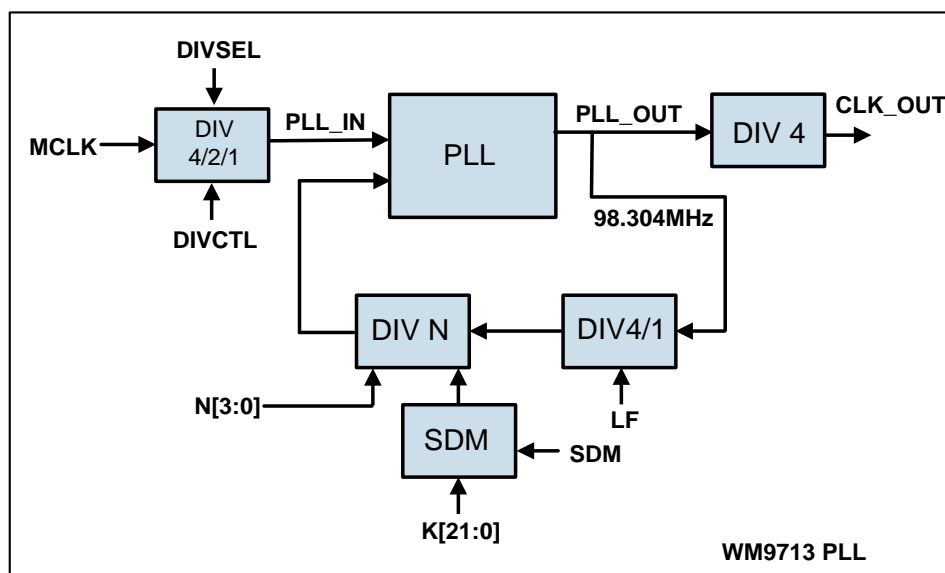 DIVSEL
MCLK
DIV
4/2/1
DIVCTL
PLL_IN
PLL
PLL_OUT
DIV 4
CLK_OUT
98.304MHz
DIV N
DIV4/1
N[3:0]
LF
SDM
SDM
K[21:0]
WM9713 PLL